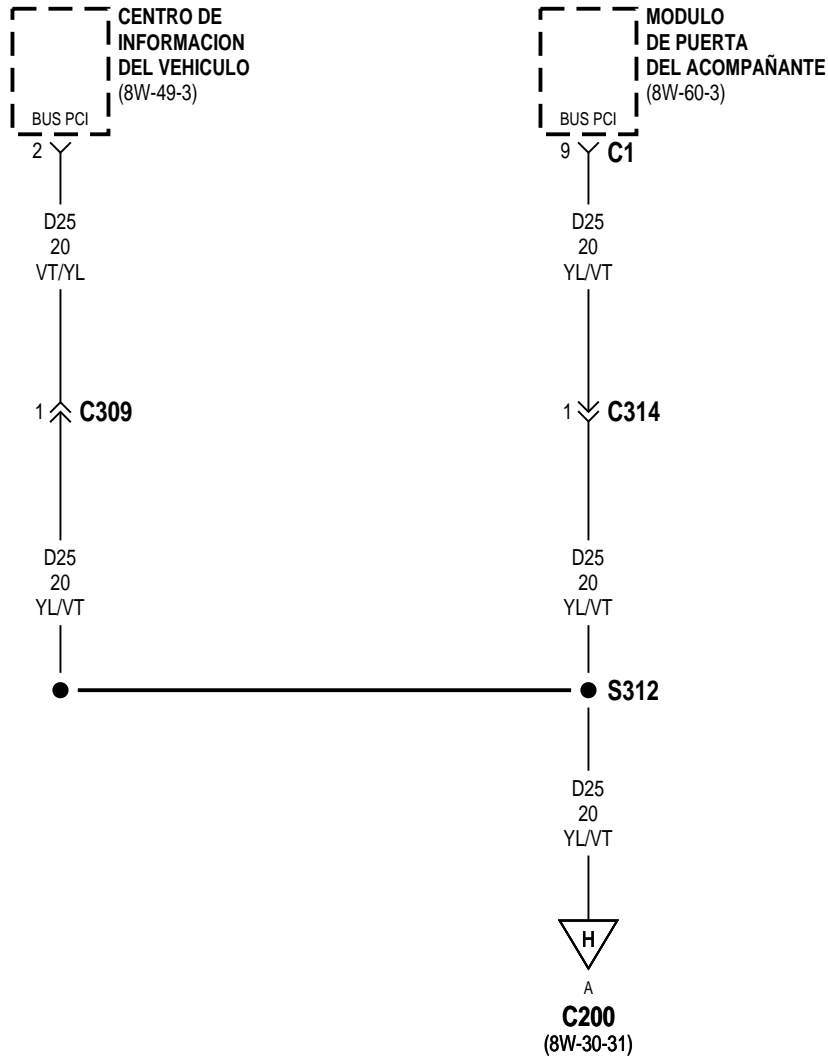 CENTRO DE
INFORMACION
DEL VEHICULO
(8W-49-3)
BUS PCI
2
MODULO
DE PUERTA
DEL ACOMPAÑANTE
(8W-60-3)
BUS PCI
9 C1
D25
20
VT/YL
D25
20
YL/VT
1 C309
1 C314
D25
20
YL/VT
D25
20
YL/VT
S312
D25
20
YL/VT
H
A
C200
(8W-30-31)